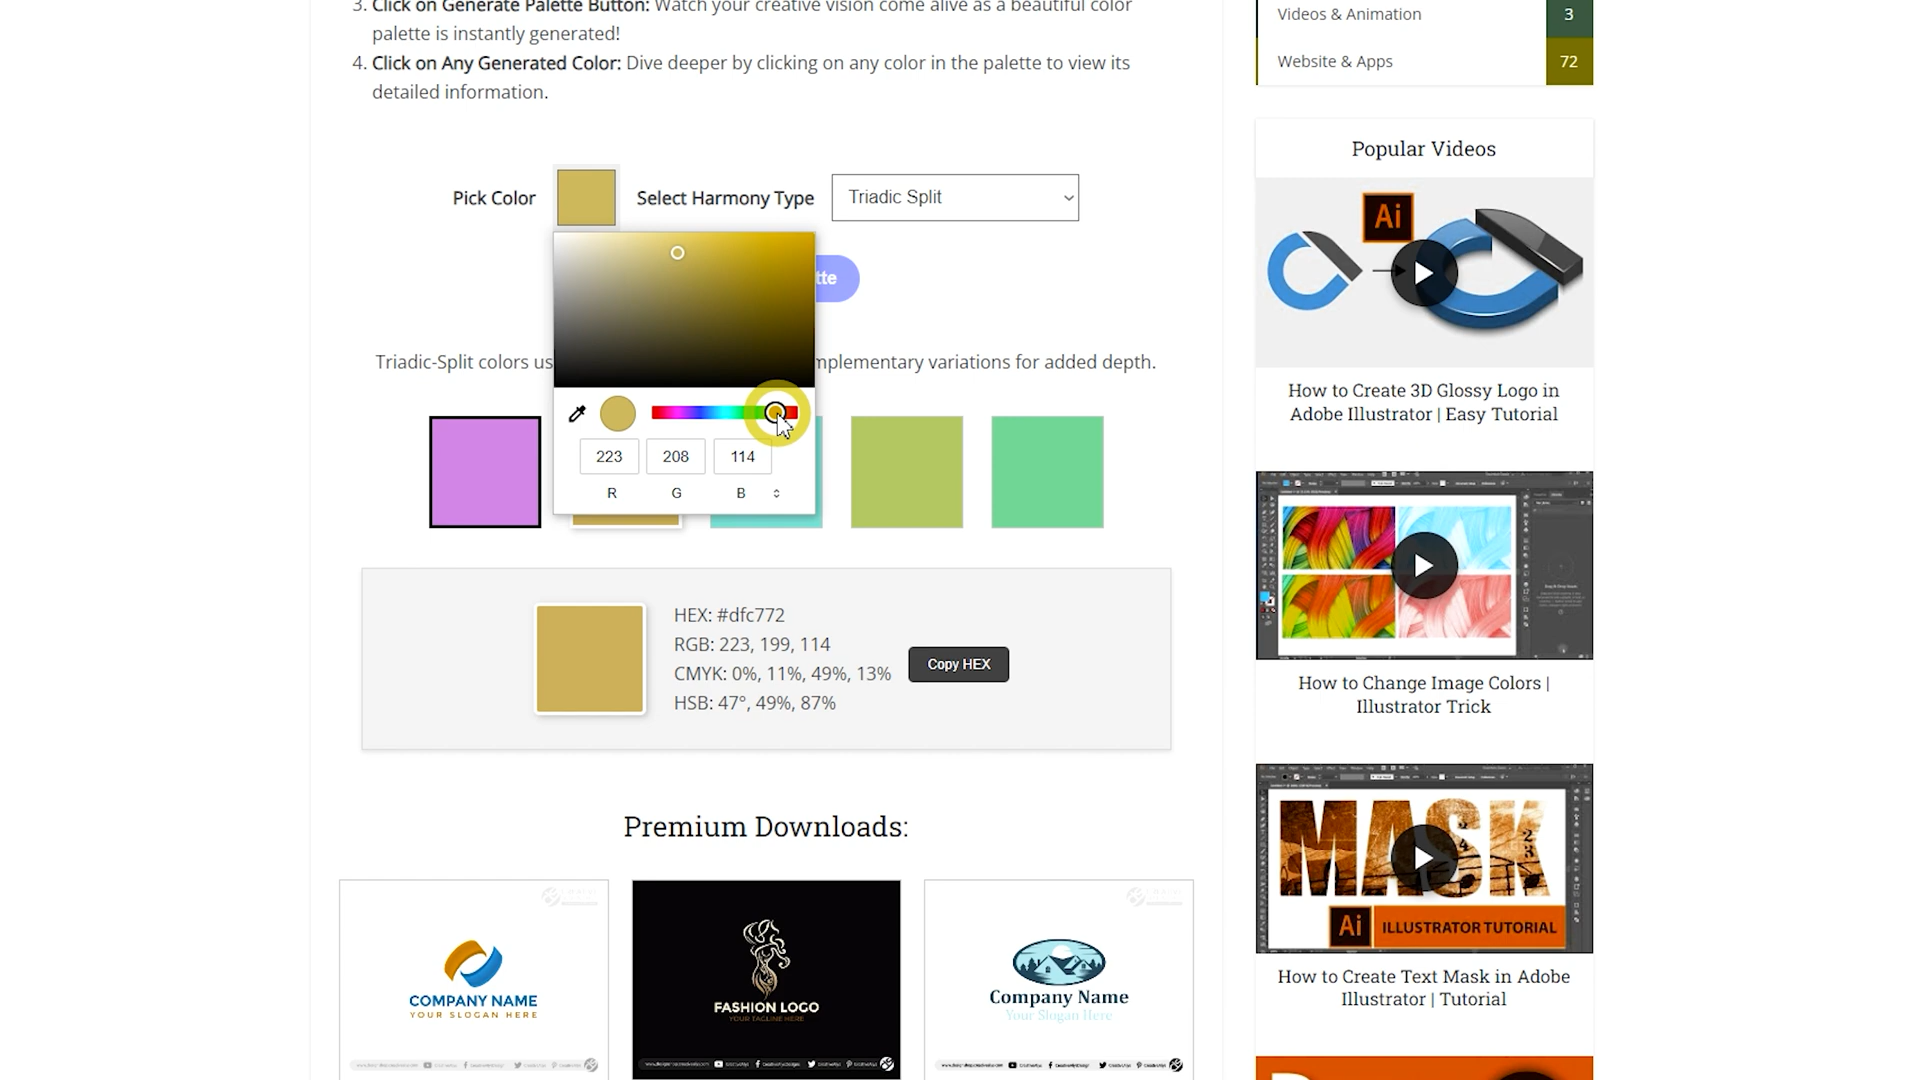 3. Click on Generate Palette Button: Watch your creative vision come alive as a beautiful color
palette is instantly generated!
4. Click on Any Generated Color: Dive deeper by clicking on any color in the palette to view its
detailed information.
Pick Color
Select Harmony Type
Triadic Split
tte
Triadic-Split colors us
mplementary variations for added depth.
223
208
114
R
G
B
HEX: #dfc772
RGB: 223, 199, 114
CMYK: 0%, 11%, 49%, 13%
HSB: 47°, 49%, 87%
Copy HEX
Premium Downloads:
COMPANY NAME
YOUR SLOGAN HERE
FASHION LOGO
YOUR TAGLINE HERE
Company Name
Your Slogan Here
Videos & Animation
3
Website & Apps
72
Popular Videos
Ai
How to Create 3D Glossy Logo in
Adobe Illustrator | Easy Tutorial
How to Change Image Colors |
Illustrator Trick
MASK
Ai
ILLUSTRATOR TUTORIAL
How to Create Text Mask in Adobe
Illustrator | Tutorial